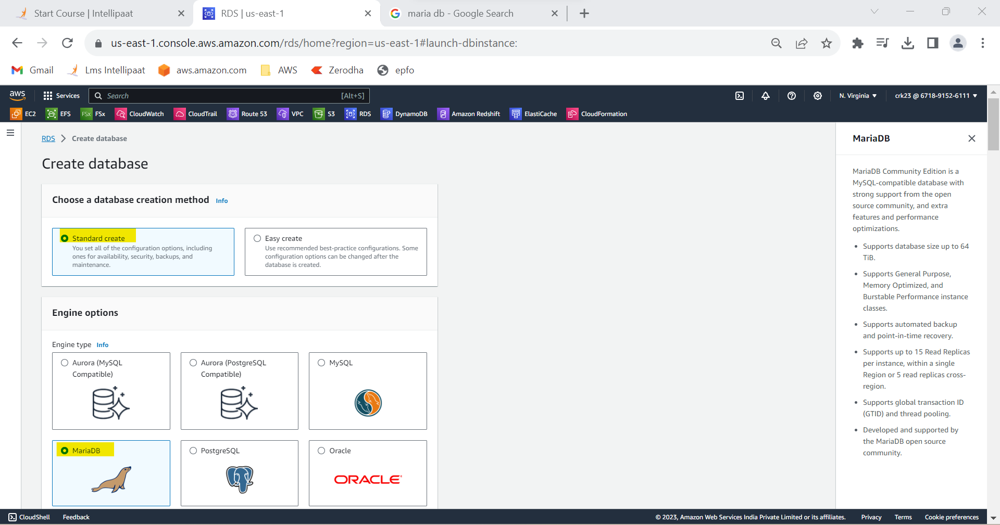 Start Course | Intellipaat
RDS | us-east-1
maria db - Google Search
us-east-1.console.aws.amazon.com/rds/home?region=us-east-1#launch-dbinstance:
Gmail
Lms Intellipaat
aws.amazon.com
AWS
Zerodha
epfo
aws
Services
Search
[Alt+S]
N. Virginia
crk23 @ 6718-9152-6111
EC2
EFS
FSx
FSx
CloudWatch
CloudTrail
Route 53
VPC
S3
RDS
DynamoDB
Amazon Redshift
ElastiCache
CloudFormation
RDS
Create database
Create database
Choose a database creation method Info
Standard create
You set all of the configuration options, including
ones for availability, security, backups, and
maintenance.
Easy create
Use recommended best-practice configurations. Some
configuration options can be changed after the
database is created.
Engine options
Engine type Info
Aurora (MySQL
Compatible)
Aurora (PostgreSQL
Compatible)
MySQL
MariaDB
PostgreSQL
Oracle
ORACLE
MariaDB
MariaDB Community Edition is a
MySQL-compatible database with
strong support from the open
source community, and extra
features and performance
optimizations.
• Supports database size up to 64
TiB.
• Supports General Purpose,
Memory Optimized, and
Burstable Performance instance
classes.
• Supports automated backup
and point-in-time recovery.
• Supports up to 15 Read Replicas
per instance, within a single
Region or 5 read replicas cross-
region.
• Supports global transaction ID
(GTID) and thread pooling.
• Developed and supported by
the MariaDB open source
community.
CloudShell
Feedback
© 2023, Amazon Web Services India Private Limited or its affiliates.
Privacy
Terms
Cookie preferences